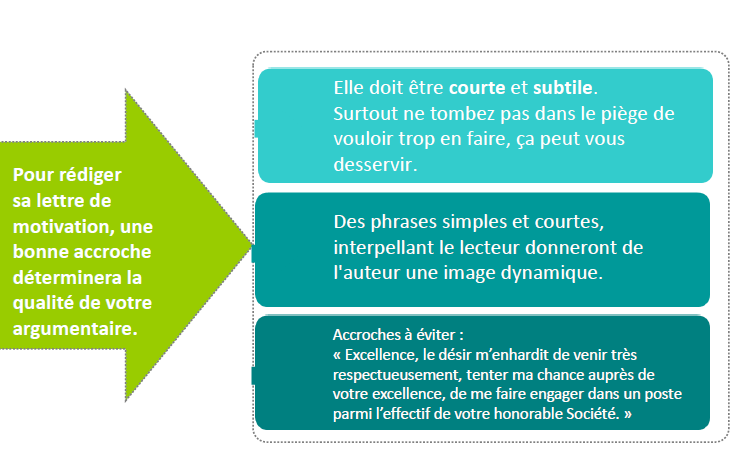 Pour rédiger
sa lettre de
motivation, une
bonne accroche
déterminera la
qualité de votre
argumentaire.
Elle doit être courte et subtile.
Surtout ne tombez pas dans le piège de
vouloir trop en faire, ça peut vous
desservir.
Des phrases simples et courtes,
interpellant le lecteur donneront de
l'auteur une image dynamique.
Accroches à éviter :
« Excellence, le désir m’enhardit de venir très
respectueusement, tenter ma chance auprès de
votre excellence, de me faire engager dans un poste
parmi l’effectif de votre honorable Société. »